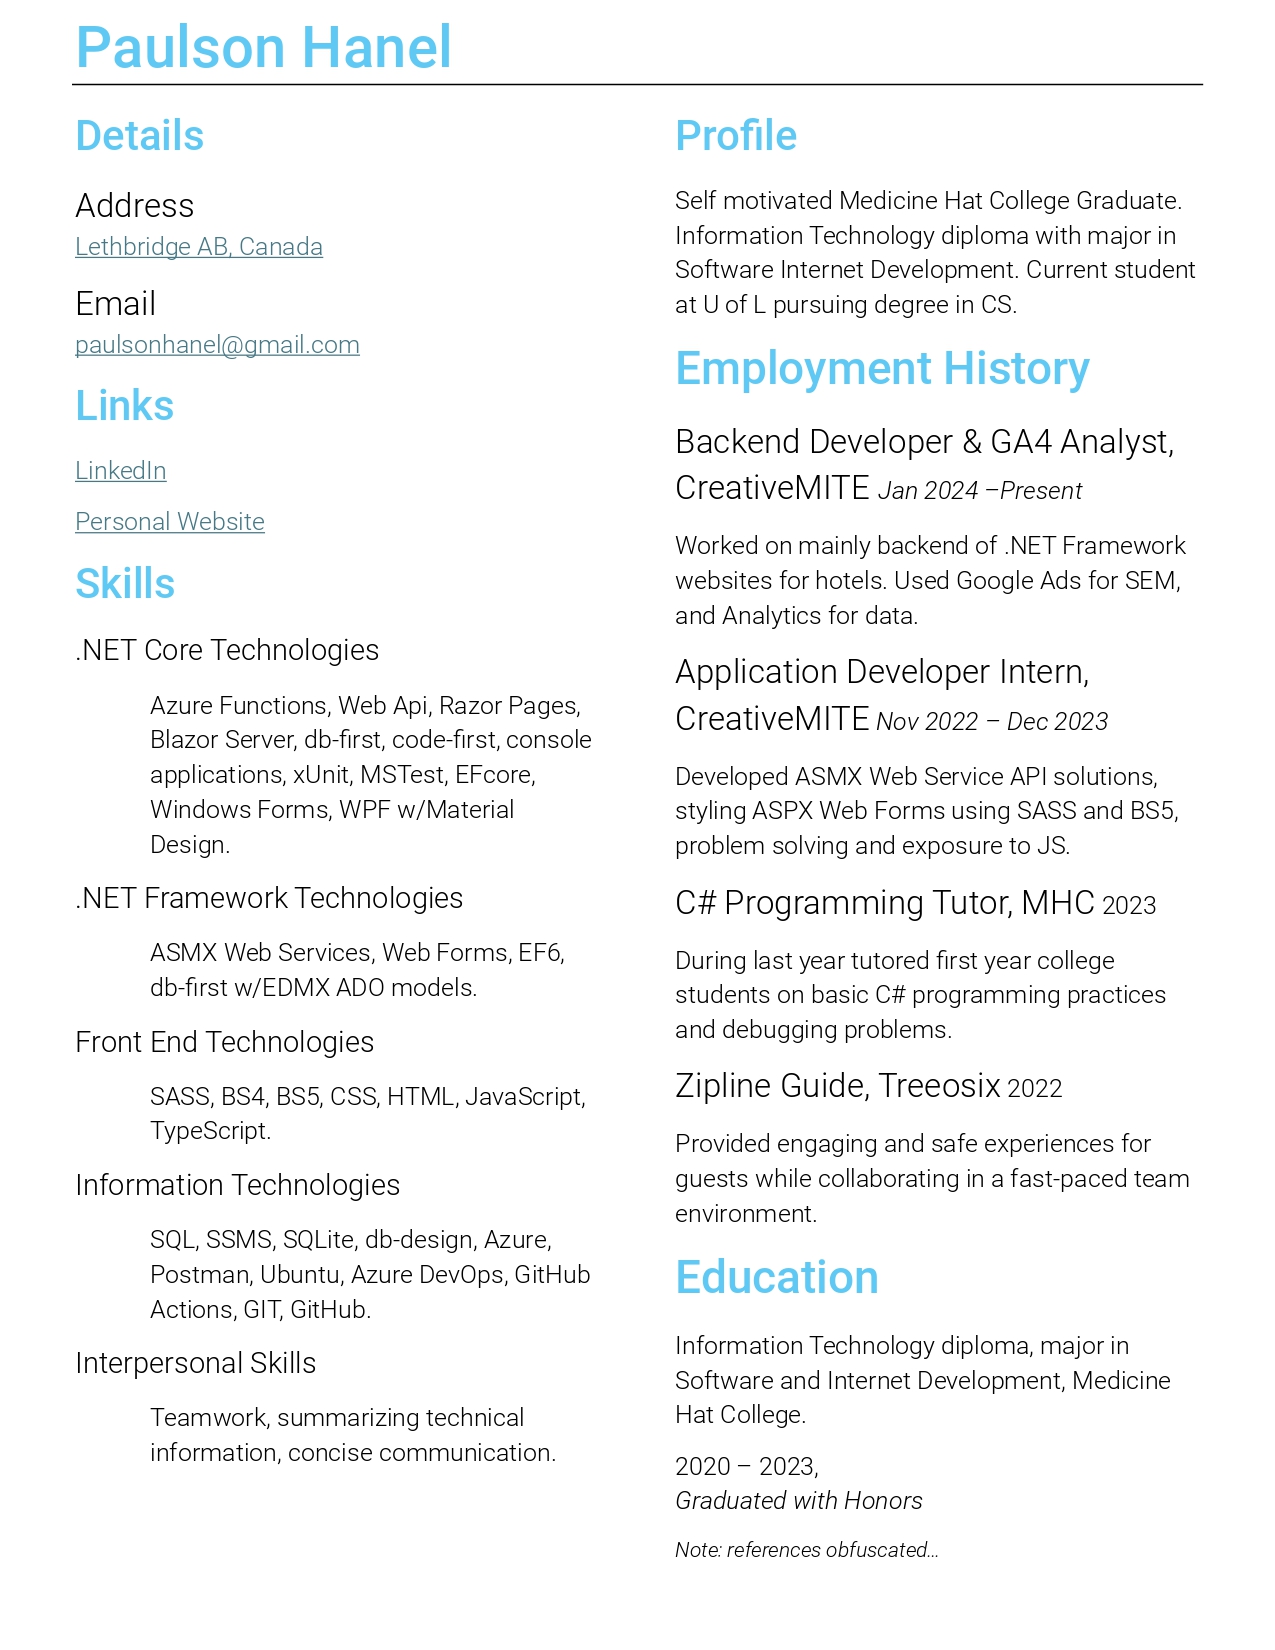 Paulson Hanel
Details
Address
Lethbridge AB, Canada
Email
paulsonhanel@gmail.com
Links
LinkedIn
Personal Website
Skills
.NET Core Technologies
Azure Functions, Web Api, Razor Pages,
Blazor Server, db-first, code-first, console
applications, xUnit, MSTest, EFcore,
Windows Forms, WPF w/Material
Design.
.NET Framework Technologies
ASMX Web Services, Web Forms, EF6,
db-first w/EDMX ADO models.
Front End Technologies
SASS, BS4, BS5, CSS, HTML, JavaScript,
TypeScript.
Information Technologies
SQL, SSMS, SQLite, db-design, Azure,
Postman, Ubuntu, Azure DevOps, GitHub
Actions, GIT, GitHub.
Interpersonal Skills
Teamwork, summarizing technical
information, concise communication.
Profile
Self motivated Medicine Hat College Graduate.
Information Technology diploma with major in
Software Internet Development. Current student
at U of L pursuing degree in CS.
Employment History
Backend Developer & GA4 Analyst,
CreativeMITE Jan 2024 –Present
Worked on mainly backend of .NET Framework
websites for hotels. Used Google Ads for SEM,
and Analytics for data.
Application Developer Intern,
CreativeMITE Nov 2022 – Dec 2023
Developed ASMX Web Service API solutions,
styling ASPX Web Forms using SASS and BS5,
problem solving and exposure to JS.
C# Programming Tutor, MHC 2023
During last year tutored first year college
students on basic C# programming practices
and debugging problems.
Zipline Guide, Treeosix 2022
Provided engaging and safe experiences for
guests while collaborating in a fast-paced team
environment.
Education
Information Technology diploma, major in
Software and Internet Development, Medicine
Hat College.
2020 – 2023,
Graduated with Honors
Note: references obfuscated...